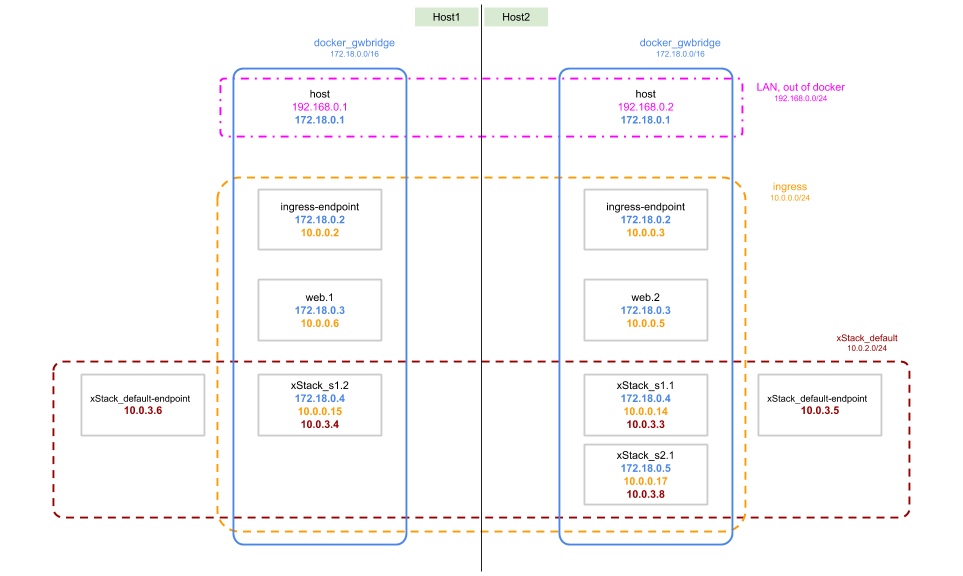 Host1
Host2
docker_gwbridge
172.18.0.0/16
docker_gwbridge
172.18.0.0/16
LAN, out of docker
192.168.0.0/24
host
192.168.0.1
172.18.0.1
host
192.168.0.2
172.18.0.1
ingress
10.0.0.0/24
ingress-endpoint
172.18.0.2
10.0.0.2
ingress-endpoint
172.18.0.2
10.0.0.3
web.1
172.18.0.3
10.0.0.6
web.2
172.18.0.3
10.0.0.5
xStack_default
10.0.2.0/24
xStack_default-endpoint
10.0.3.6
xStack_s1.2
172.18.0.4
10.0.0.15
10.0.3.4
xStack_s1.1
172.18.0.4
10.0.0.14
10.0.3.3
xStack_default-endpoint
10.0.3.5
xStack_s2.1
172.18.0.5
10.0.0.17
10.0.3.8